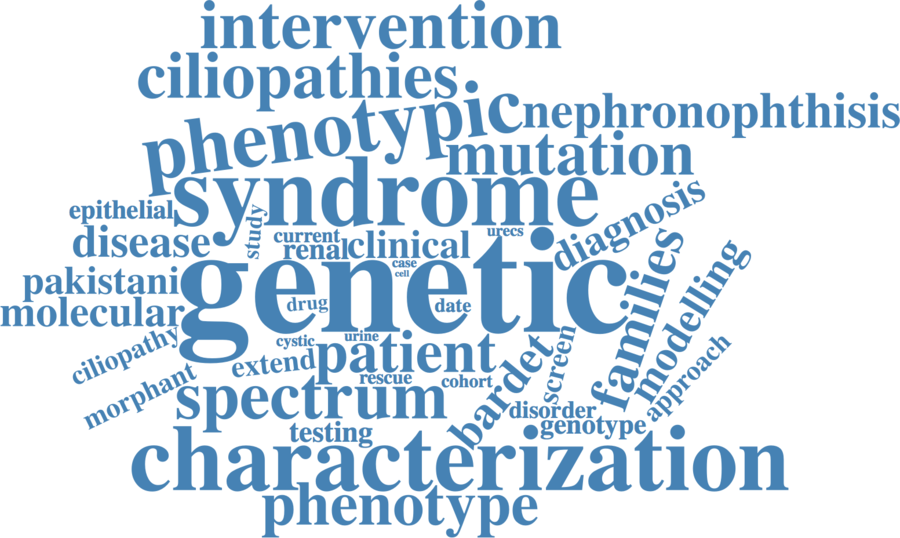 intervention
ciliopathies
phenotypic
nephronophthisis
mutation
syndrome
epithelial
study
diagnosis
disease
current
urecs
renal
clinical
families
modelling
case
cell
pakistani
genetic
molecular
drug
date
ciliopathy
cystic
urine
extend
patient
bardet
screen
approach
morphant
rescue
cohort
spectrum
disorder
testing
genotype
characterization
phenotype